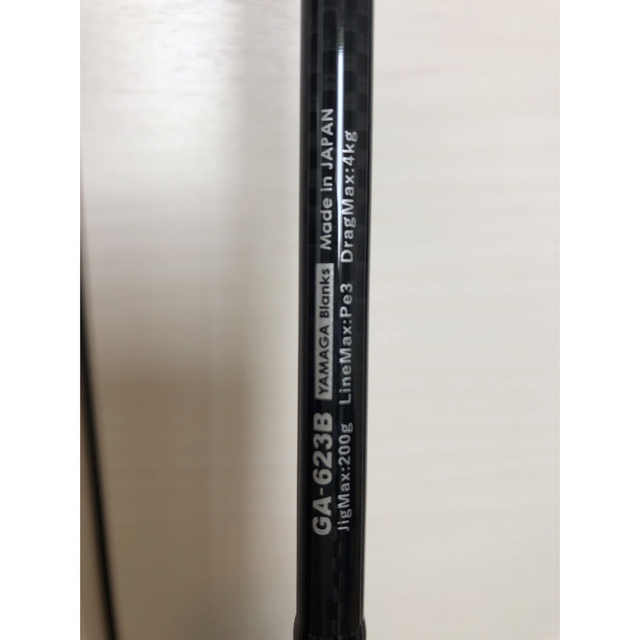 GA-623B YAMAGA Blanks Made in JAPAN
JigMax:200g LineMax:Pe3 DragMax:4kg